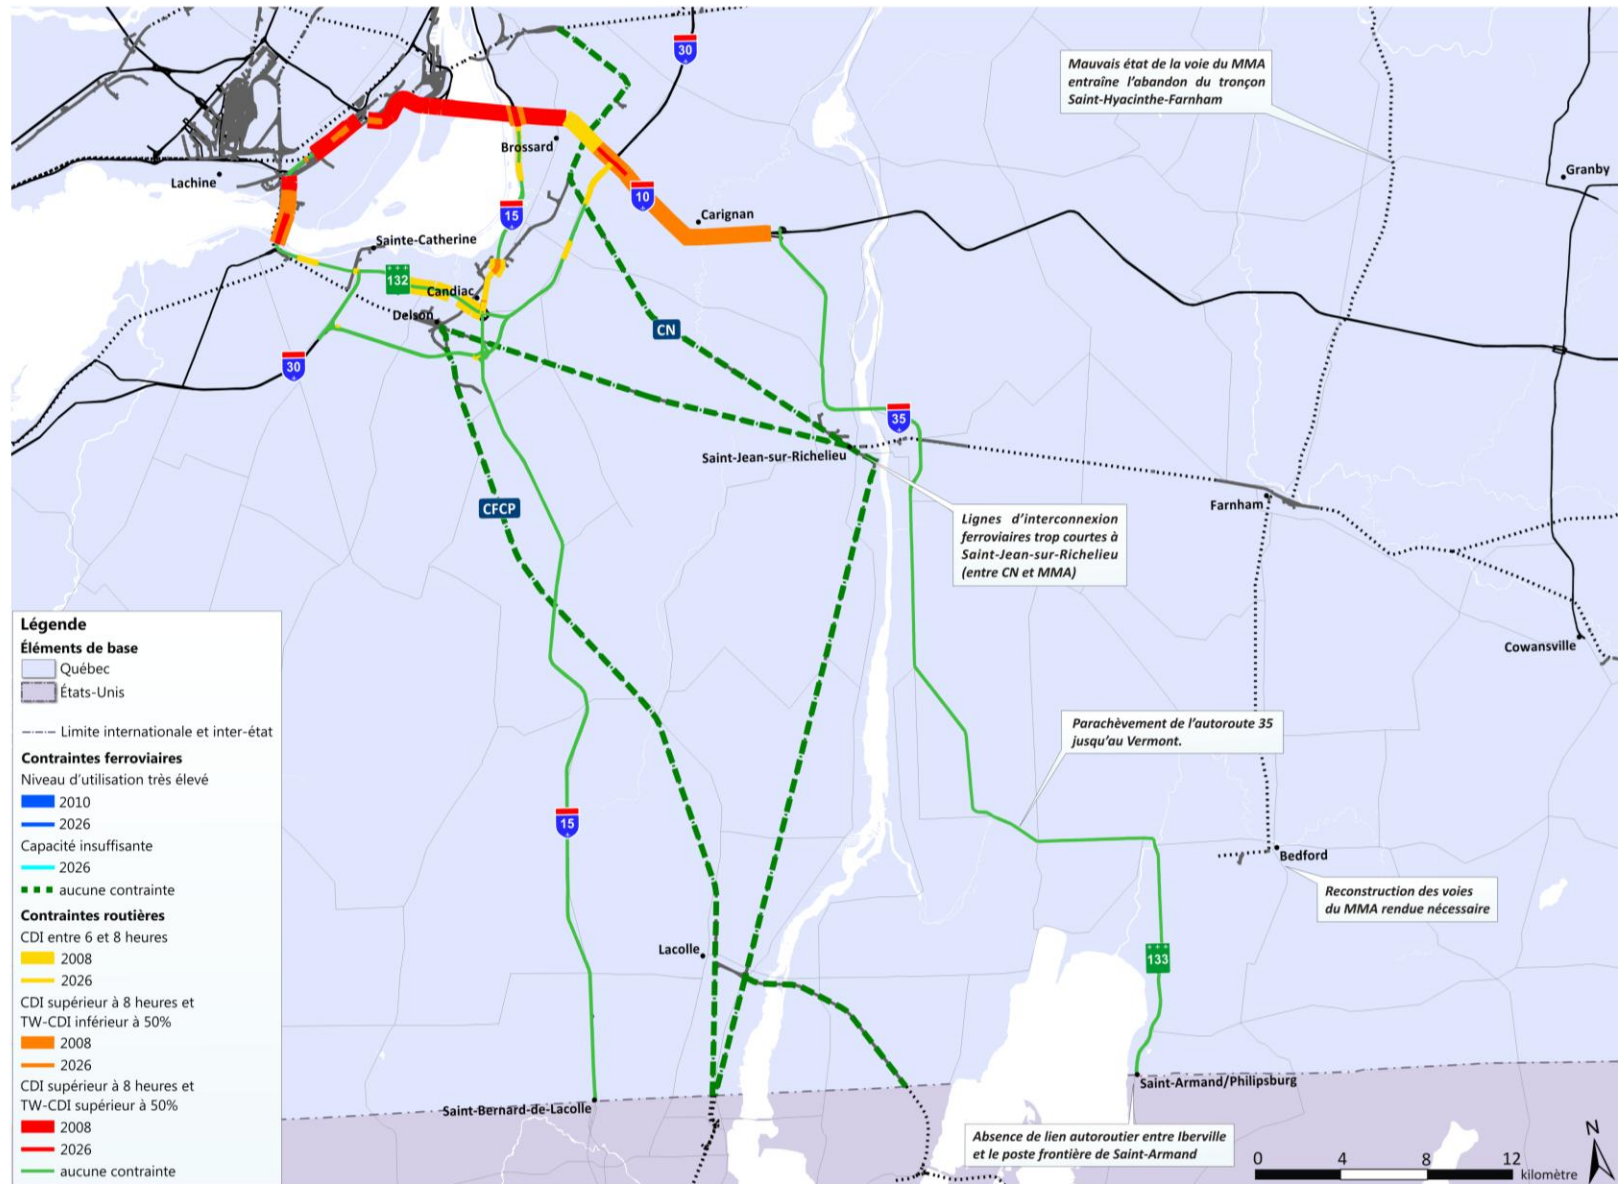 30
Mauvais état de la voie du MMA
entraîne l'abandon du tronçon
Saint-Hyacinthe-Farnham
Brossard
Granby
Lachine
10
15
Carignan
Sainte-Catherine
132
Candiac
Delson
CN
30
35
Saint-Jean-sur-Richelieu
CFCP
Farnham
Lignes d'interconnexion
ferroviaires trop courtes à
Saint-Jean-sur-Richelieu
(entre CN et MMA)
Cowansville
Parachèvement de l'autoroute 35
jusqu'au Vermont.
15
Bedford
Reconstruction des voies
du MMA rendue nécessaire
Lacolle
133
Saint-Armand/Philipsburg
Saint-Bernard-de-Lacolle
Absence de lien autoroutier entre Iberville
et le poste frontière de Saint-Armand
N
0 4 8 12
kilomètre
Légende
Éléments de base
Québec
États-Unis
Limite internationale et inter-état
Contraintes ferroviaires
Niveau d'utilisation très élevé
2010
2026
Capacité insuffisante
2026
aucune contrainte
Contraintes routières
CDI entre 6 et 8 heures
2008
2026
CDI supérieur à 8 heures et
TW-CDI inférieur à 50%
2008
2026
CDI supérieur à 8 heures et
TW-CDI supérieur à 50%
2008
2026
aucune contrainte